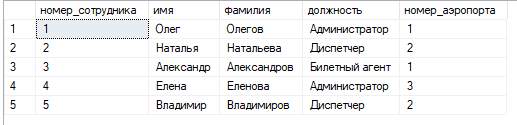 номер_сотрудника имя фамилия должность номер_аэропорта
1 1 Олег Олегов Администратор 1
2 2 Наталья Натальева Диспетчер 2
3 3 Александр Александров Билетный агент 1
4 4 Елена Еленова Администратор 3
5 5 Владимир Владимиров Диспетчер 2